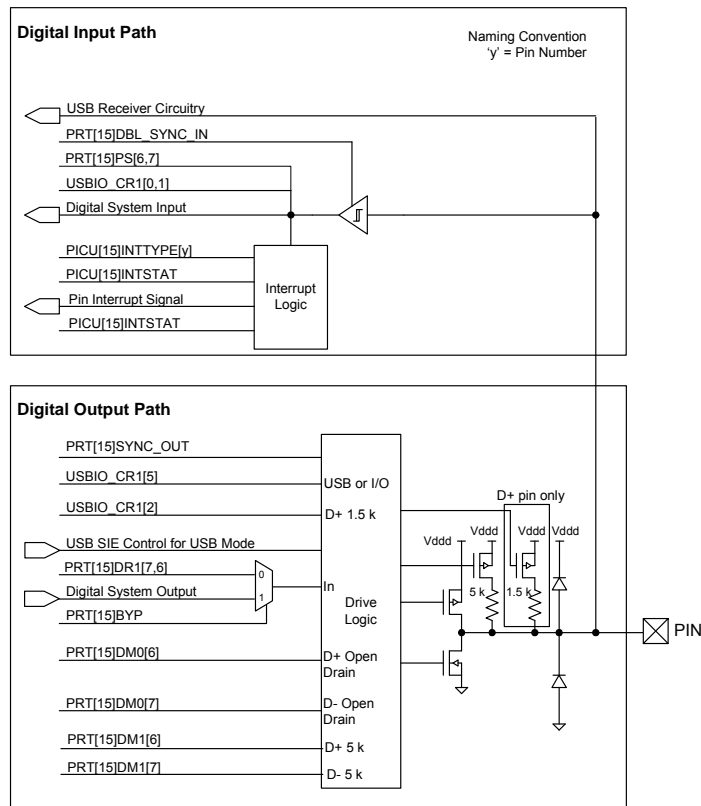 Digital Input Path
Naming Convention
‘y’ = Pin Number
USB Receiver Circuitry
PRT[15]DBL_SYNC_IN
PRT[15]PS[6,7]
USBIO_CR1[0,1]
Digital System Input
PICU[15]INTTYPE[y]
PICU[15]INTSTAT
Pin Interrupt Signal
PICU[15]INTSTAT
Interrupt
Logic
Digital Output Path
PRT[15]SYNC_OUT
USBIO_CR1[5]
USBIO_CR1[2]
USB SIE Control for USB Mode
PRT[15]DR1[7,6]
Digital System Output
PRT[15]BYP
PRT[15]DM0[6]
PRT[15]DM0[7]
PRT[15]DM1[6]
PRT[15]DM1[7]
0
1
USB or I/O
D+ 1.5 k
In
Drive
Logic
D+ Open
Drain
D- Open
Drain
D+ 5 k
D- 5 k
D+ pin only
Vddd
Vddd
Vddd
Vddd
5 k
1.5 k
PIN